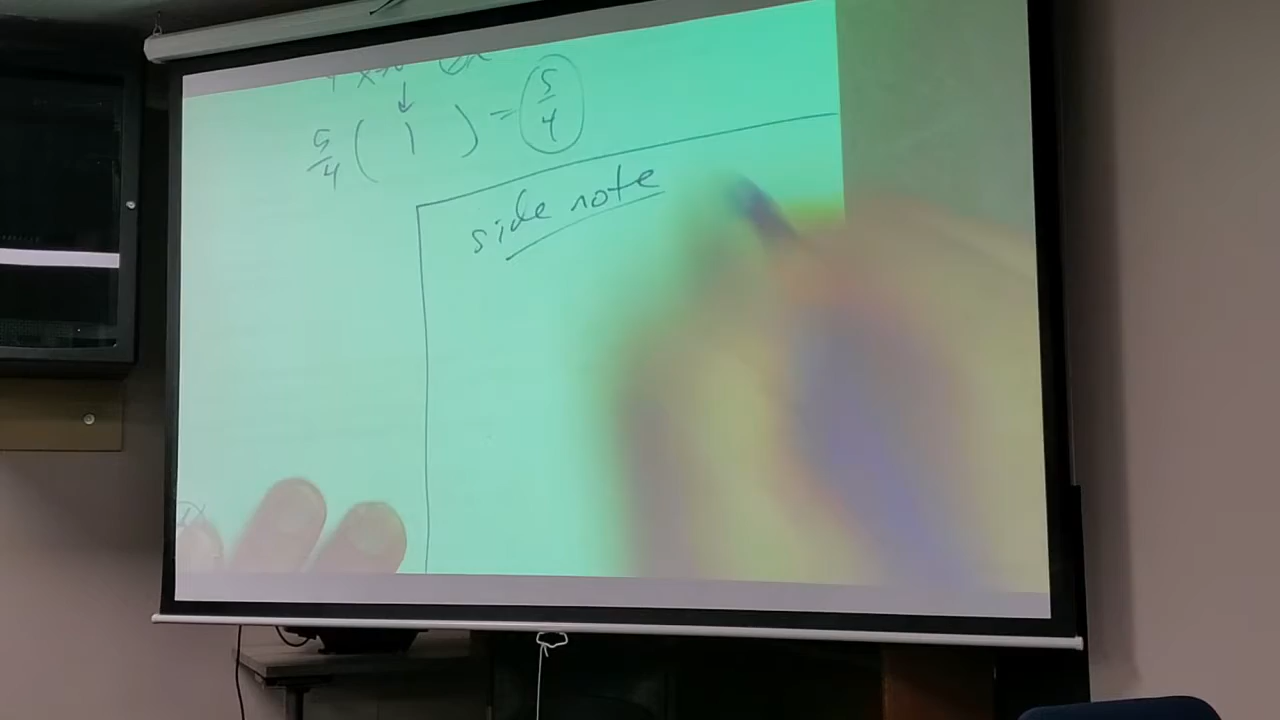 5/4 ( 1 ) = 5/4
side note